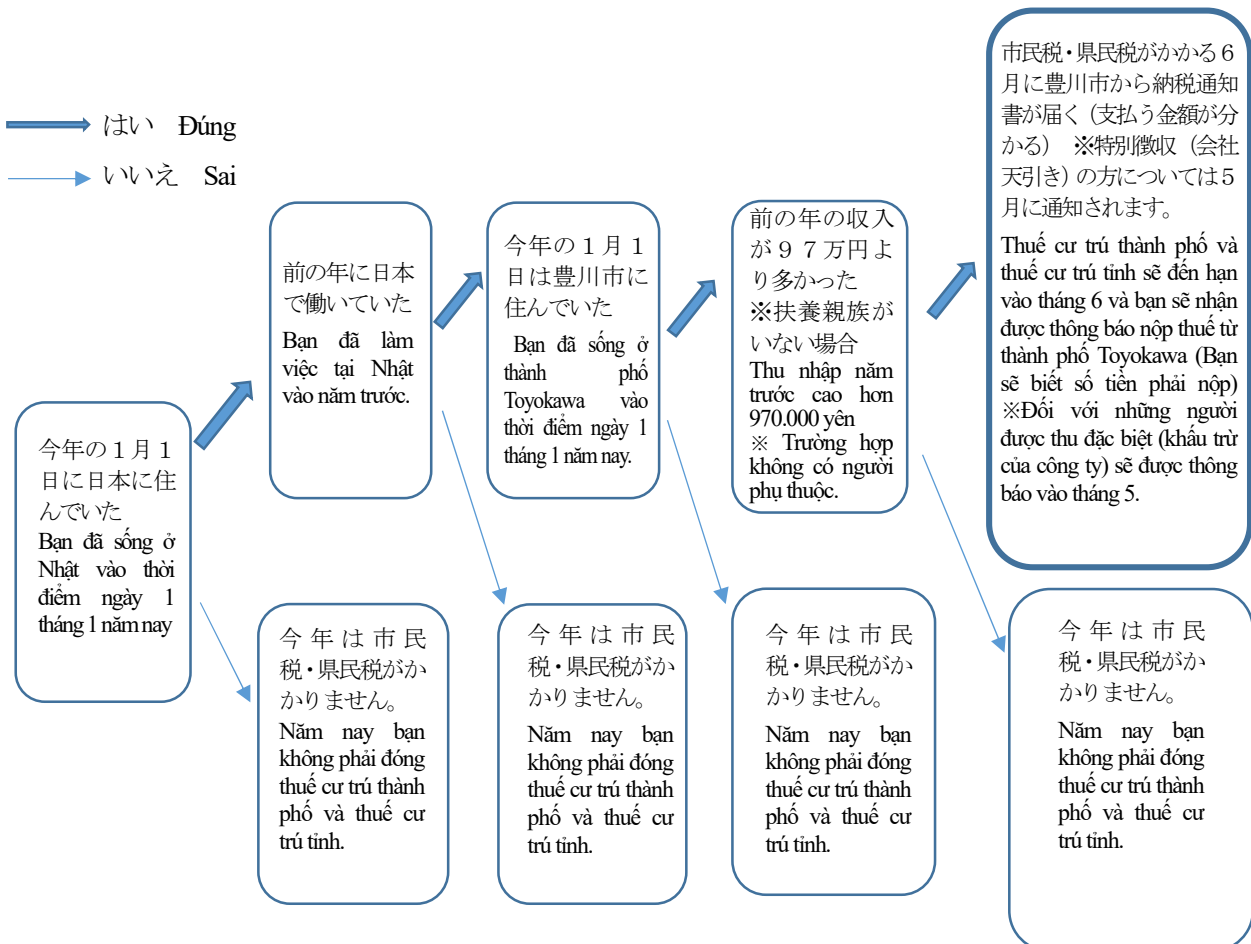 はい Đúng
いいえ Sai
今年の１月１
日に日本に住
んでいた
Bạn đã sống ở
Nhật vào thời
điểm ngày 1
tháng 1 năm nay
前の年に日本
で働いていた
Bạn đã làm
việc tại Nhật
vào năm trước.
今年の１月１
日は豊川市に
住んでいた
Bạn đã sống ở
thành phố
Toyokawa vào
thời điểm ngày 1
tháng 1 năm nay.
前の年の収入
が９７万円よ
り多かった
※扶養親族が
いない場合
Thu nhập năm
trước cao hơn
970.000 yên
※ Trường hợp
không có người
phụ thuộc.
市民税・県民税がかかる６
月に豊川市から納税通知
書が届く（支払う金額が分
かる） ※特別徴収（会社
天引き）の方については５
月に通知されます。
Thuế cư trú thành phố và
thuế cư trú tỉnh sẽ đến hạn
vào tháng 6 và bạn sẽ nhận
được thông báo nộp thuế từ
thành phố Toyokawa (Bạn
sẽ biết số tiền phải nộp)
※Đối với những người
được thu đặc biệt (khấu trừ
của công ty) sẽ được thông
báo vào tháng 5.
今年は市民
税・県民税がか
かりません。
Năm nay bạn
không phải đóng
thuế cư trú thành
phố và thuế cư
trú tỉnh.
今年は市民
税・県民税がか
かりません。
Năm nay bạn
không phải đóng
thuế cư trú thành
phố và thuế cư
trú tỉnh.
今年は市民
税・県民税がか
かりません。
Năm nay bạn
không phải đóng
thuế cư trú thành
phố và thuế cư
trú tỉnh.
今年は市民
税・県民税がか
かりません。
Năm nay bạn
không phải đóng
thuế cư trú thành
phố và thuế cư
trú tỉnh.